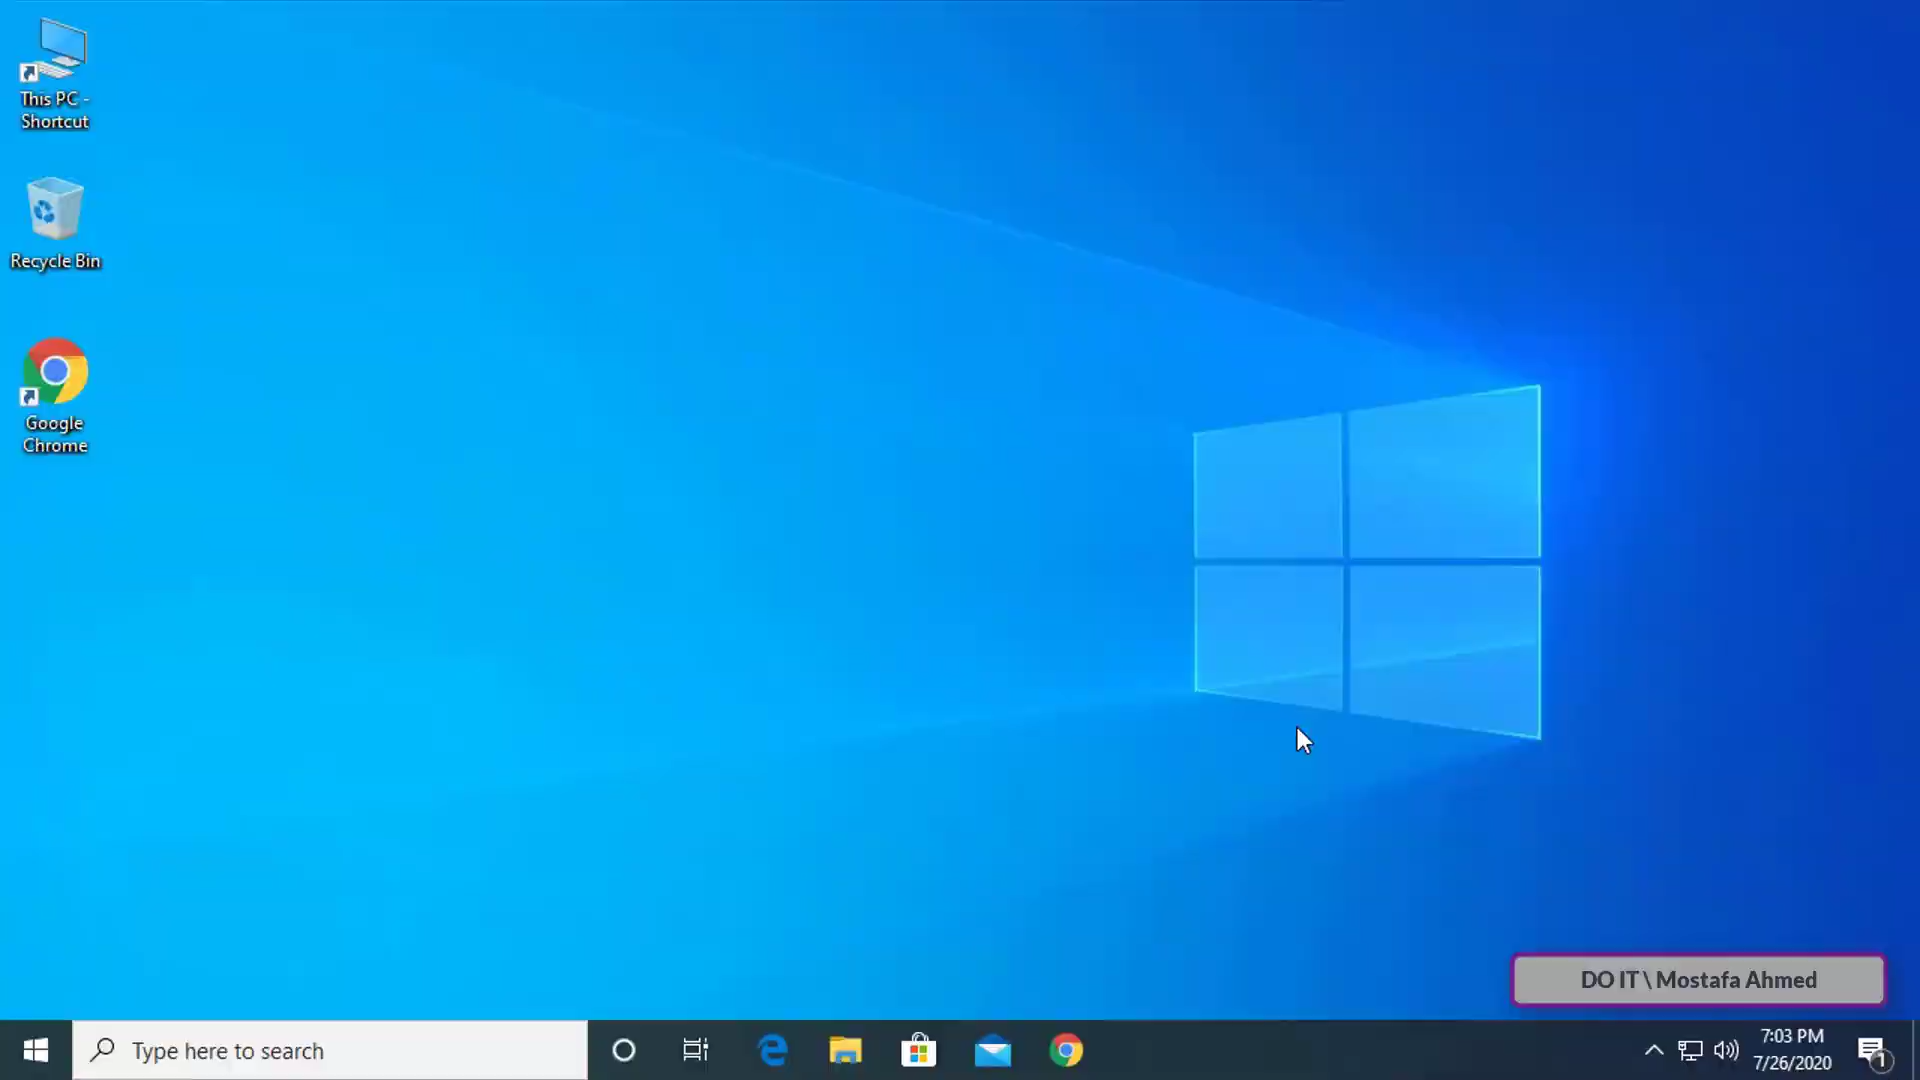 This PC -
Shortcut
Recycle Bin
Google
Chrome
DO IT \ Mostafa Ahmed
Type here to search
7:03 PM
7/26/2020
1